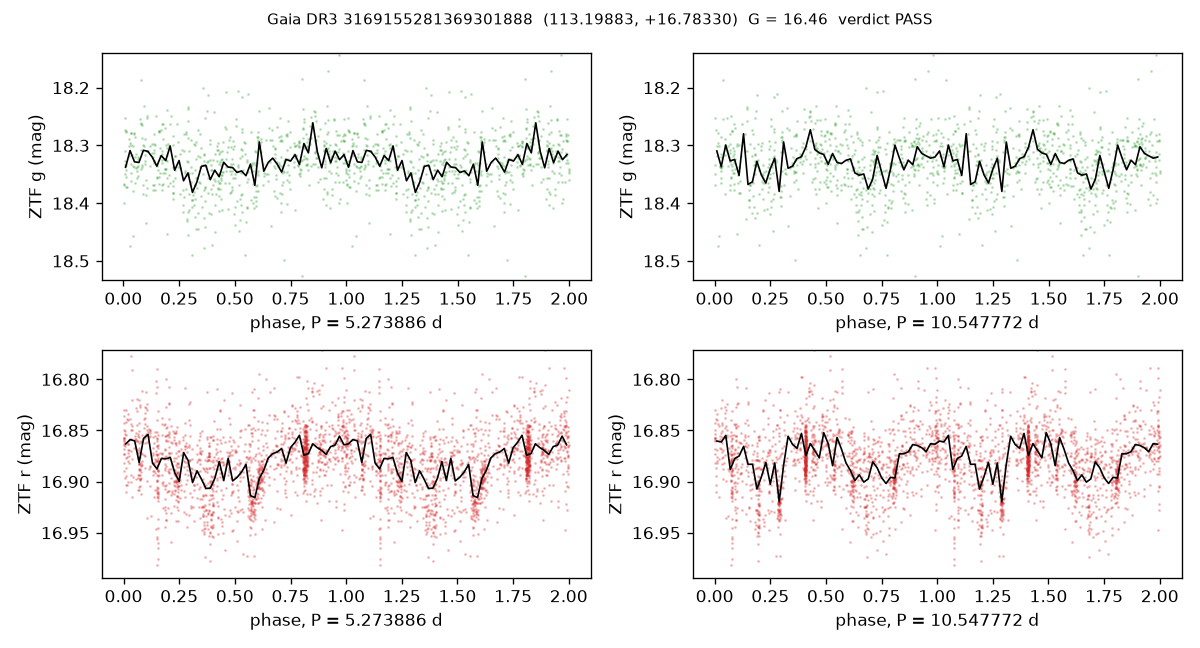 Gaia DR3 3169155281369301888  (113.19883, +16.78330)  G = 16.46  verdict PASS
ZTF g (mag)
18.2
18.3
18.4
18.5
0.00 0.25 0.50 0.75 1.00 1.25 1.50 1.75 2.00
phase, P = 5.273886 d
ZTF g (mag)
18.2
18.3
18.4
18.5
0.00 0.25 0.50 0.75 1.00 1.25 1.50 1.75 2.00
phase, P = 10.547772 d
ZTF r (mag)
16.80
16.85
16.90
16.95
0.00 0.25 0.50 0.75 1.00 1.25 1.50 1.75 2.00
phase, P = 5.273886 d
ZTF r (mag)
16.80
16.85
16.90
16.95
0.00 0.25 0.50 0.75 1.00 1.25 1.50 1.75 2.00
phase, P = 10.547772 d